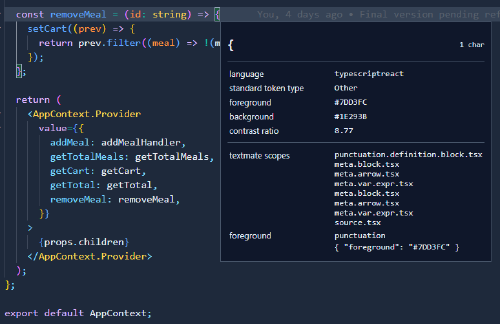 const removeMeal = (id: string) => {
You, 4 days ago • Final version pending
setCart((prev) => {
return prev.filter((meal) => !(m
});
};
return (
<AppContext.Provider
value={{
addMeal: addMealHandler,
getTotalMeals: getTotalMeals,
getCart: getCart,
getTotal: getTotal,
removeMeal: removeMeal,
}}
>
{props.children}
</AppContext.Provider>
);
};
export default AppContext;
{ 1 char
language typescriptreact
standard token type Other
foreground #7DD3FC
background #1E293B
contrast ratio 8.77
textmate scopes punctuation.definition.block.tsx
meta.block.tsx
meta.arrow.tsx
meta.var.expr.tsx
meta.block.tsx
meta.arrow.tsx
meta.var.expr.tsx
source.tsx
foreground punctuation
{ "foreground": "#7DD3FC" }